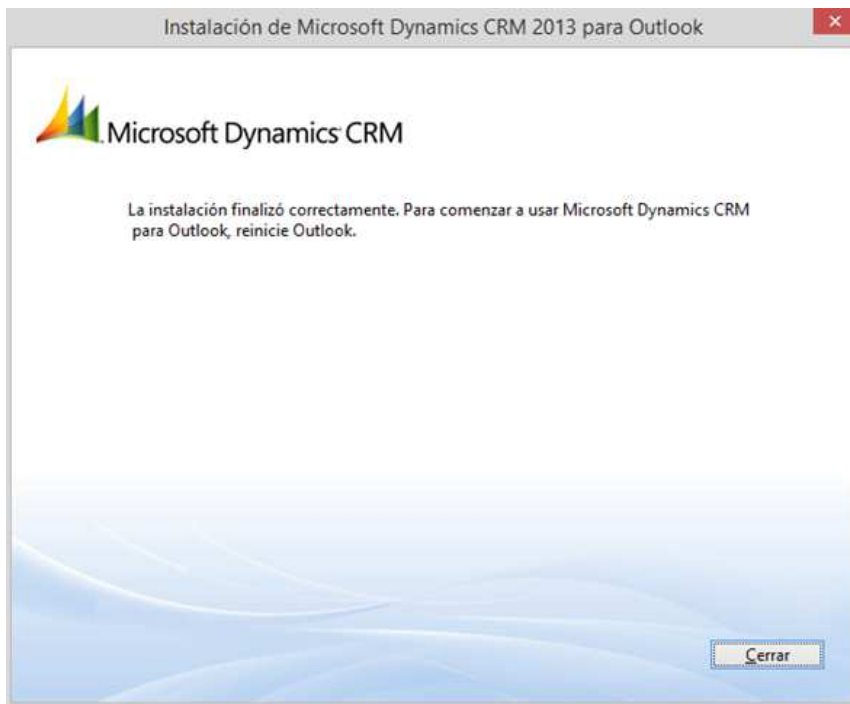 Instalación de Microsoft Dynamics CRM 2013 para Outlook
Microsoft Dynamics CRM
La instalación finalizó correctamente. Para comenzar a usar Microsoft Dynamics CRM
para Outlook, reinicie Outlook.
Cerrar